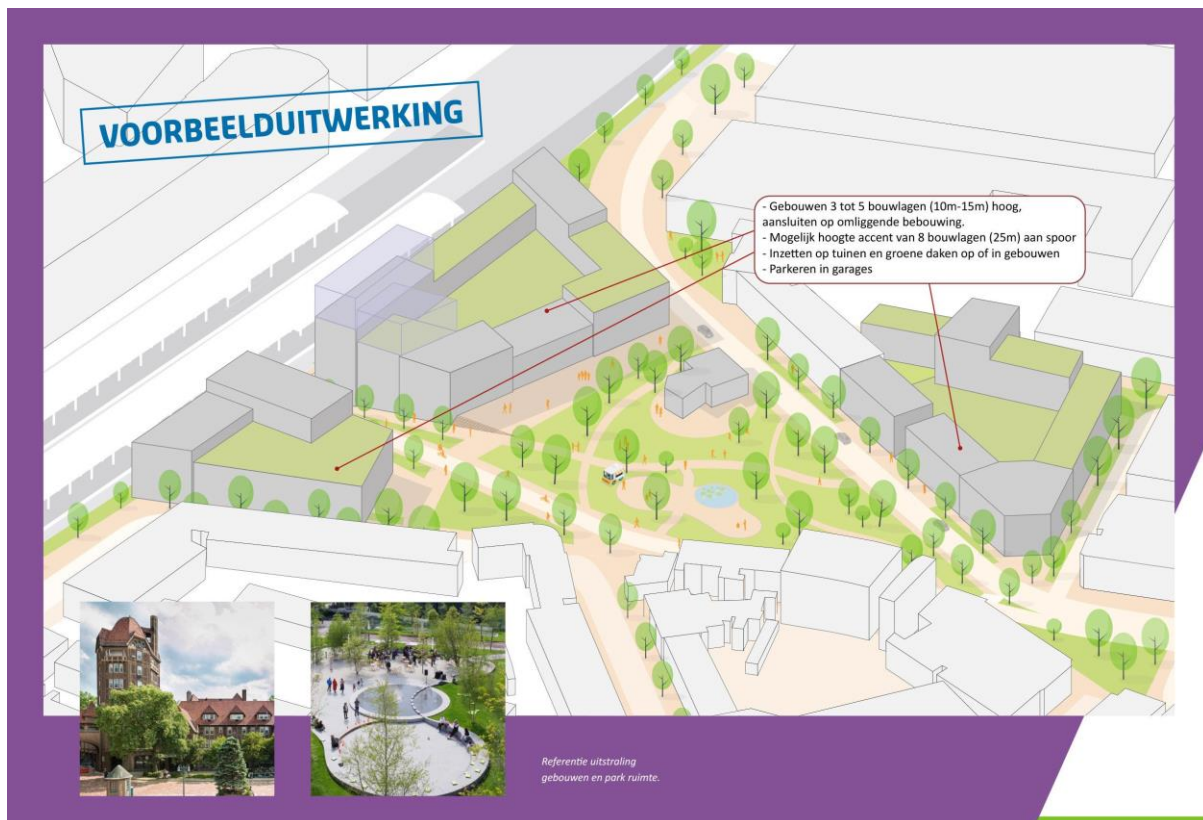 VOORBEELDUITWERKING
- Gebouwen 3 tot 5 bouwlagen (10m-15m) hoog,
aansluiten op omliggende bebouwing.
- Mogelijk hoogte accent van 8 bouwlagen (25m) aan spoor
- Inzetten op tuinen en groene daken op of in gebouwen
- Parkeren in garages
Referentie uitstraling
gebouwen en park ruimte.